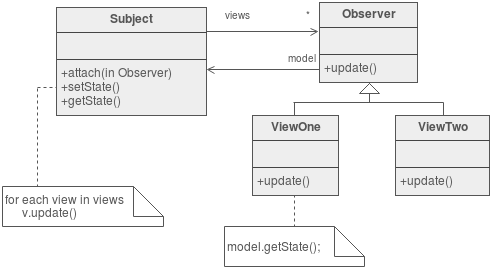 Subject
views
*
Observer
+attach(in Observer)
+setState()
+getState()
model
+update()
ViewOne
+update()
ViewTwo
+update()
for each view in views
v.update()
model.getState();